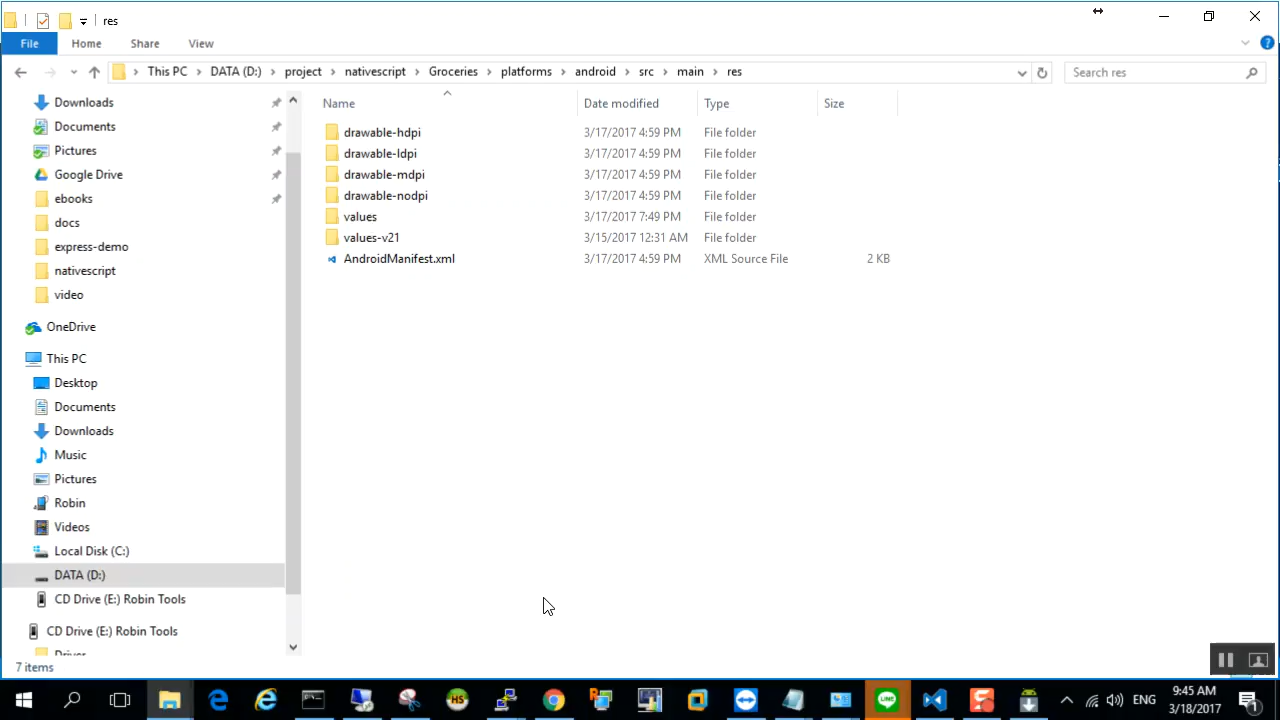 res
File Home Share View
This PC DATA (D:) project nativescript Groceries platforms android src main res
Search res
Downloads
Documents
Pictures
Google Drive
ebooks
docs
express-demo
nativescript
video
OneDrive
This PC
Desktop
Documents
Downloads
Music
Pictures
Robin
Videos
Local Disk (C:)
DATA (D:)
CD Drive (E:) Robin Tools
CD Drive (E:) Robin Tools
Driver
Name Date modified Type Size
drawable-hdpi 3/17/2017 4:59 PM File folder
drawable-ldpi 3/17/2017 4:59 PM File folder
drawable-mdpi 3/17/2017 4:59 PM File folder
drawable-nodpi 3/17/2017 4:59 PM File folder
values 3/17/2017 7:49 PM File folder
values-v21 3/15/2017 12:31 AM File folder
AndroidManifest.xml 3/17/2017 4:59 PM XML Source File 2 KB
7 items
HS
LINE
ENG
9:45 AM
3/18/2017
1